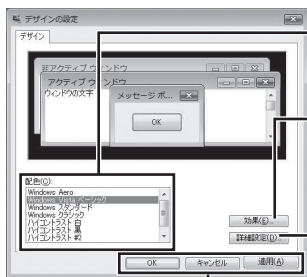 デザインの設定
デザイン
非アクティブ ウィンドウ
アクティブ ウィンドウ
ウィンドウの文字
メッセージ ボ...
OK
配色(C):
Windows Aero
Windows Vista ベーシック
Windows スタンダード
Windows クラシック
ハイコントラスト 白
ハイコントラスト 黒
ハイコントラスト #2
効果(E)...
詳細設定(D)...
OK
キャンセル
適用(A)